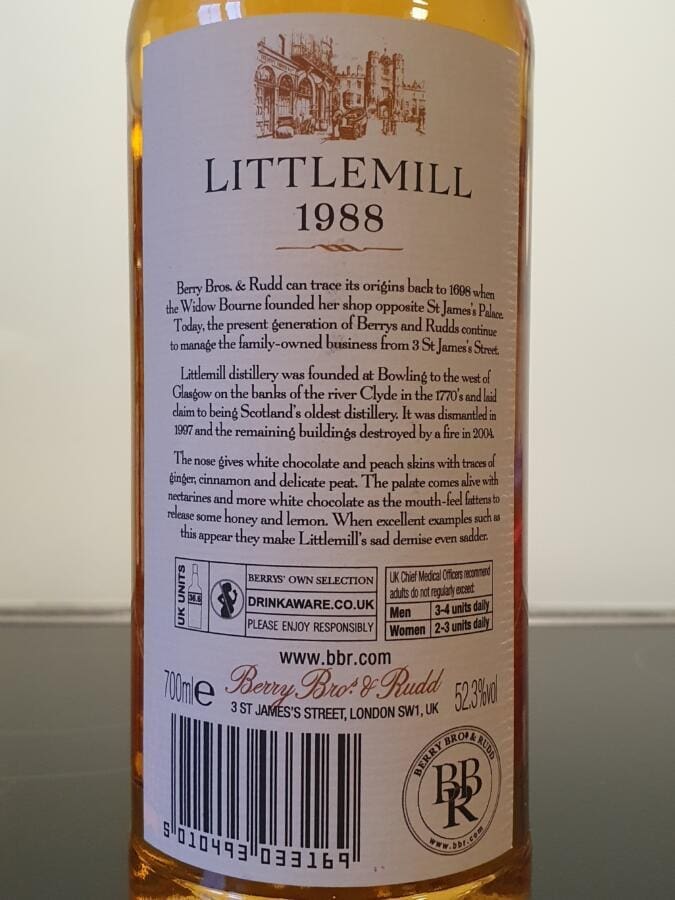 LITTLEMILL
1988
Berry Bros. & Rudd can trace its origins back to 1698 when
the Widow Bourne founded her shop opposite St James's Palace.
Today, the present generation of Berrys and Rudds continue
to manage the family-owned business from 3 St James's Street.
Littlemill distillery was founded at Bowling to the west of
Glasgow on the banks of the river Clyde in the 1770's and laid
claim to being Scotland's oldest distillery. It was dismantled in
1997 and the remaining buildings destroyed by a fire in 2004.
The nose gives white chocolate and peach skins with traces of
ginger, cinnamon and delicate peat. The palate comes alive with
nectarines and more white chocolate as the mouth-feel fattens to
release some honey and lemon. When excellent examples such as
this appear they make Littlemill's sad demise even sadder.
UK UNITS
36.6
BERRYS' OWN SELECTION
DRINKAWARE.CO.UK
PLEASE ENJOY RESPONSIBLY
UK Chief Medical Officers recommend
adults do not regularly exceed:
Men 3-4 units daily
Women 2-3 units daily
www.bbr.com
700ml e Berry Bros & Rudd 52.3%vol
3 ST JAMES'S STREET, LONDON SW1, UK
BERRY BROS & RUDD
BBR
www.bbr.com
5 010493 033169